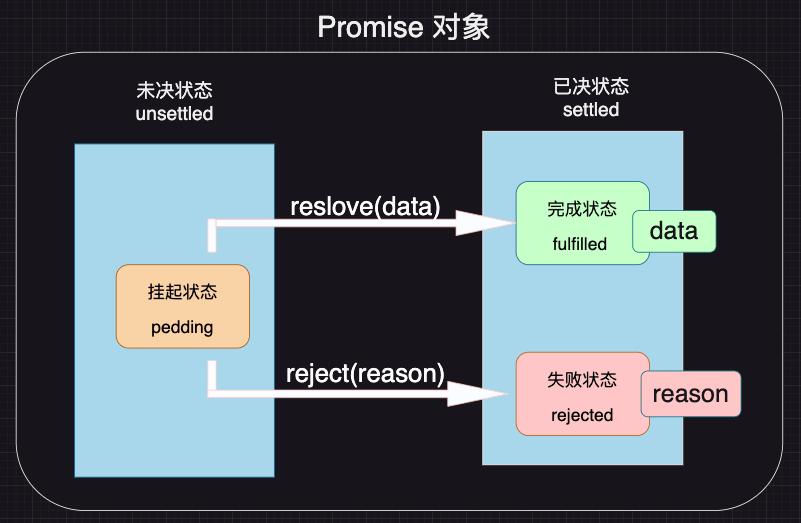 Promise 对象
未决状态
unsettled
已决状态
settled
reslove(data)
完成状态
fulfilled
data
挂起状态
pedding
reject(reason)
失败状态
rejected
reason